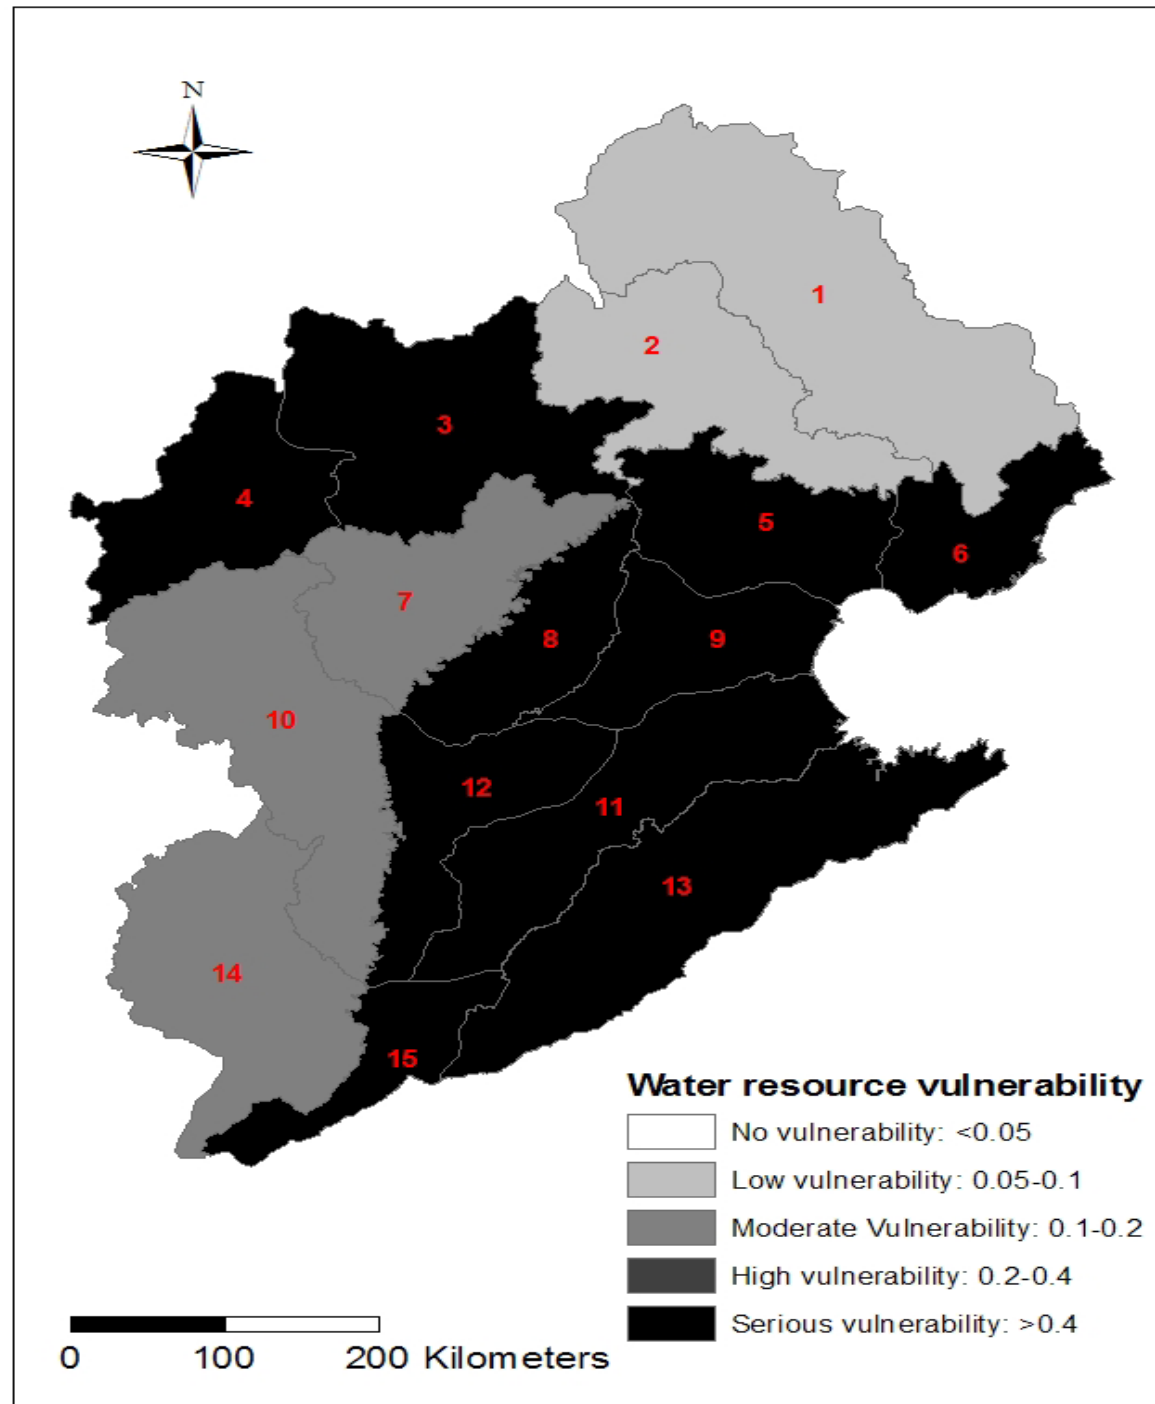 N
1
2
3
4
5
6
7
8
9
10
12
11
13
14
15
Water resource vulnerability
No vulnerability: <0.05
Low vulnerability: 0.05-0.1
Moderate Vulnerability: 0.1-0.2
High vulnerability: 0.2-0.4
Serious vulnerability: >0.4
0 100 200 Kilometers